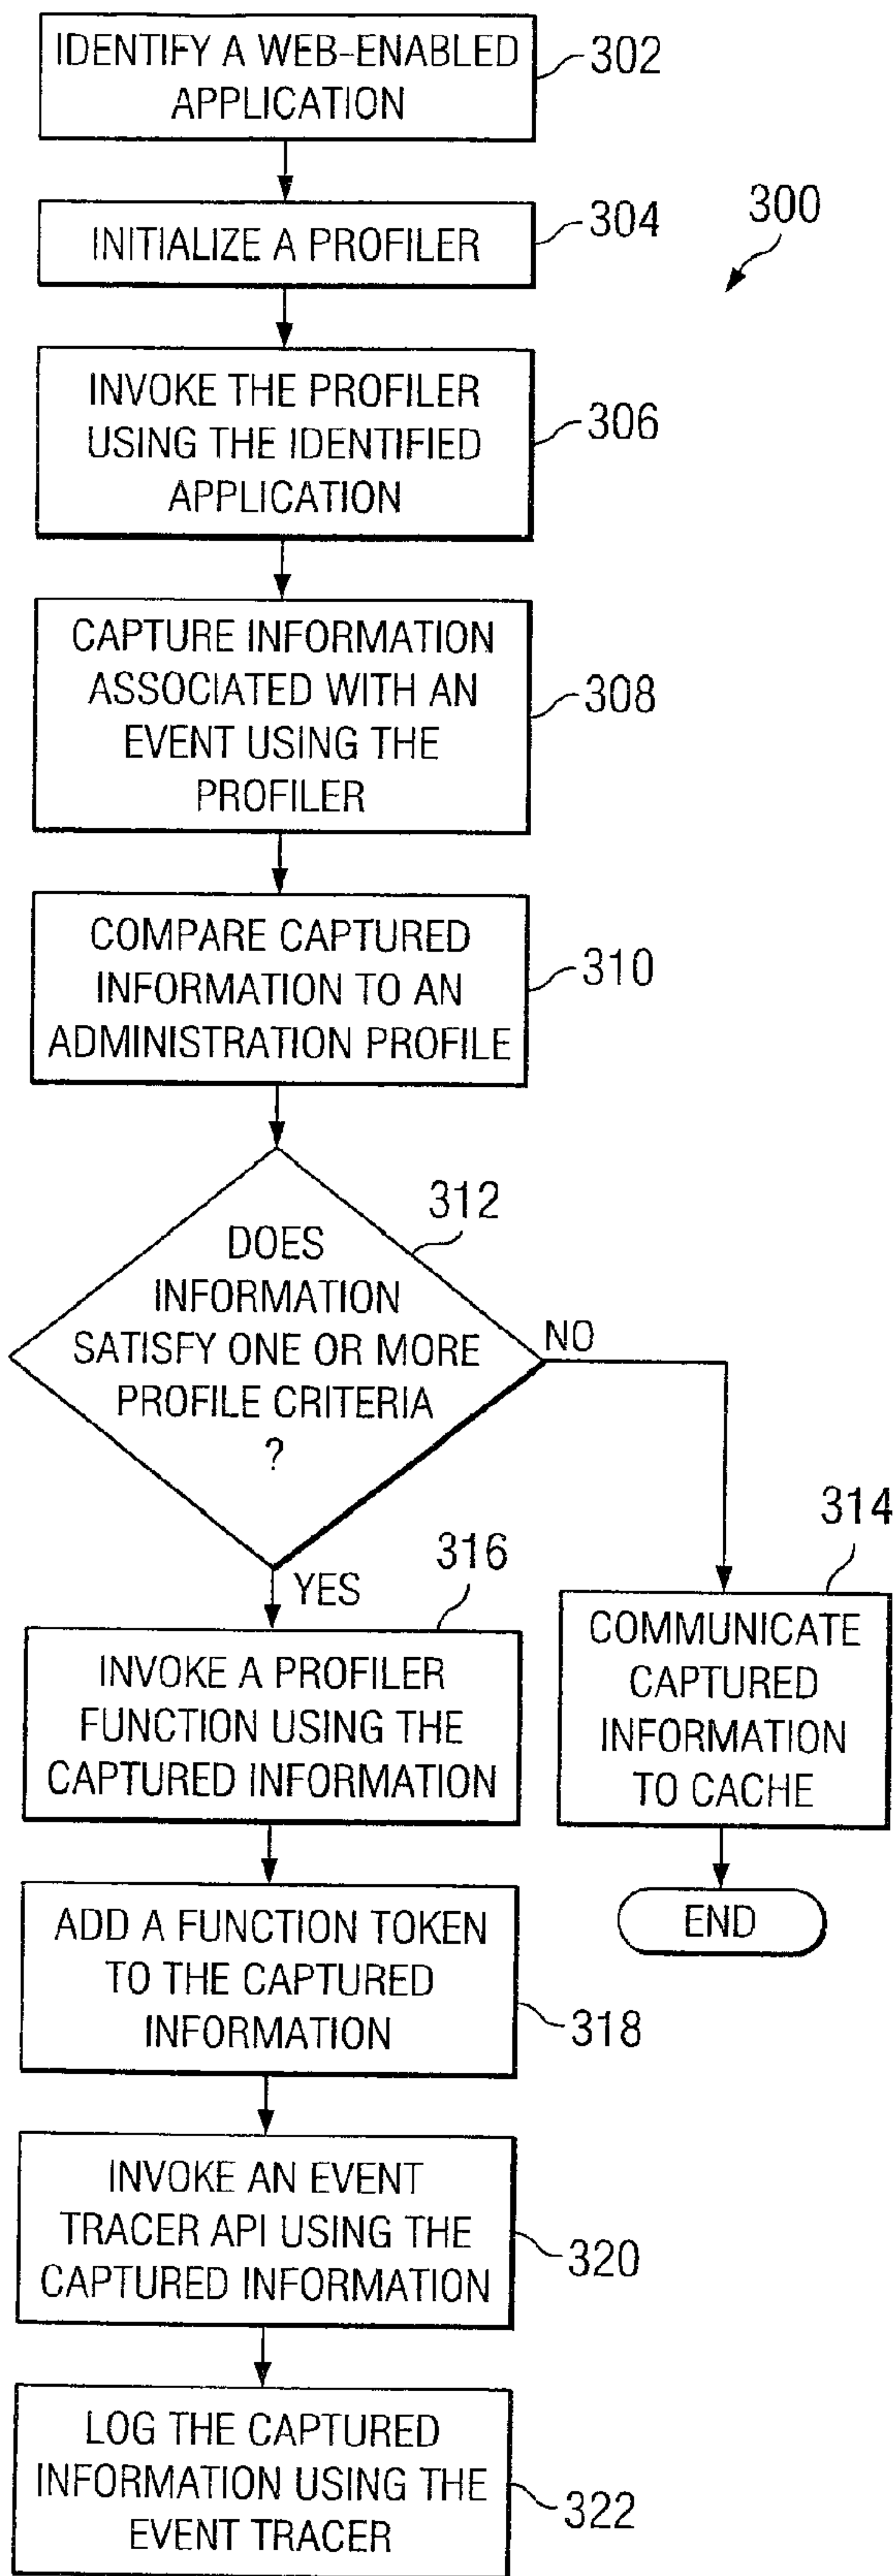 IDENTIFY A WEB-ENABLED
APPLICATION
302
INITIALIZE A PROFILER
304
300
INVOKE THE PROFILER
USING THE IDENTIFIED
APPLICATION
306
CAPTURE INFORMATION
ASSOCIATED WITH AN
EVENT USING THE
PROFILER
308
COMPARE CAPTURED
INFORMATION TO AN
ADMINISTRATION PROFILE
310
312
DOES
INFORMATION
SATISFY ONE OR MORE
PROFILE CRITERIA
?
NO
YES
314
COMMUNICATE
CAPTURED
INFORMATION
TO CACHE
END
316
INVOKE A PROFILER
FUNCTION USING THE
CAPTURED INFORMATION
ADD A FUNCTION TOKEN
TO THE CAPTURED
INFORMATION
318
INVOKE AN EVENT
TRACER API USING THE
CAPTURED INFORMATION
320
LOG THE CAPTURED
INFORMATION USING THE
EVENT TRACER
322